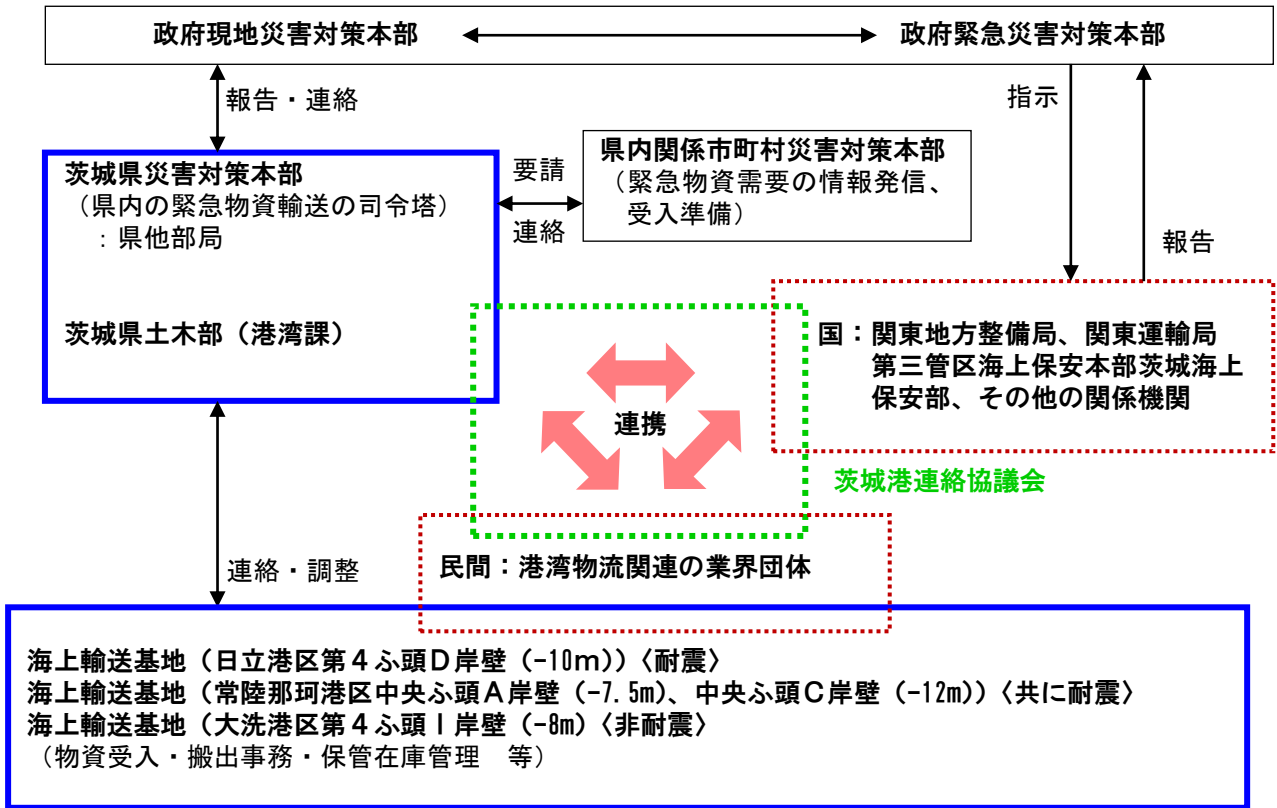 政府現地災害対策本部
政府緊急災害対策本部
報告・連絡
指示
茨城県災害対策本部
（県内の緊急物資輸送の司令塔）
：県他部局
茨城県土木部（港湾課）
要請
連絡
県内関係市町村災害対策本部
（緊急物資需要の情報発信、
受入準備）
報告
国：関東地方整備局、関東運輸局
第三管区海上保安本部茨城海上
保安部、その他の関係機関
連携
茨城港連絡協議会
民間：港湾物流関連の業界団体
連絡・調整
海上輸送基地（日立港区第４ふ頭Ｄ岸壁（-10ｍ））〈耐震〉
海上輸送基地（常陸那珂港区中央ふ頭Ａ岸壁（-7.5m）、中央ふ頭Ｃ岸壁（-12m））〈共に耐震〉
海上輸送基地（大洗港区第４ふ頭Ｉ岸壁（-8m）〈非耐震〉
（物資受入・搬出事務・保管在庫管理　等）